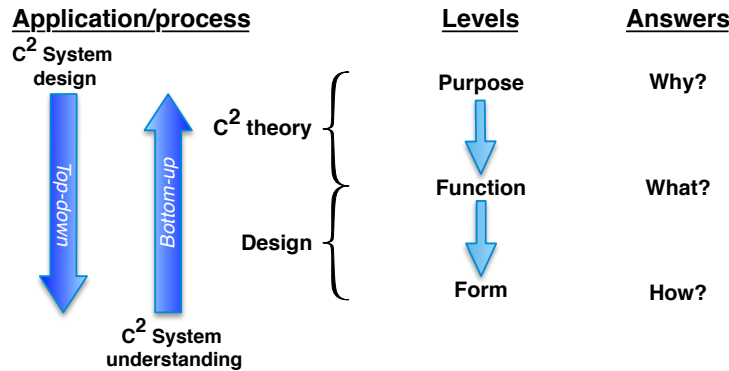 Application/process
Levels
Answers
C² System
design
Purpose
Why?
C² theory
Top-down
Bottom-up
Function
What?
Design
Form
How?
C² System
understanding